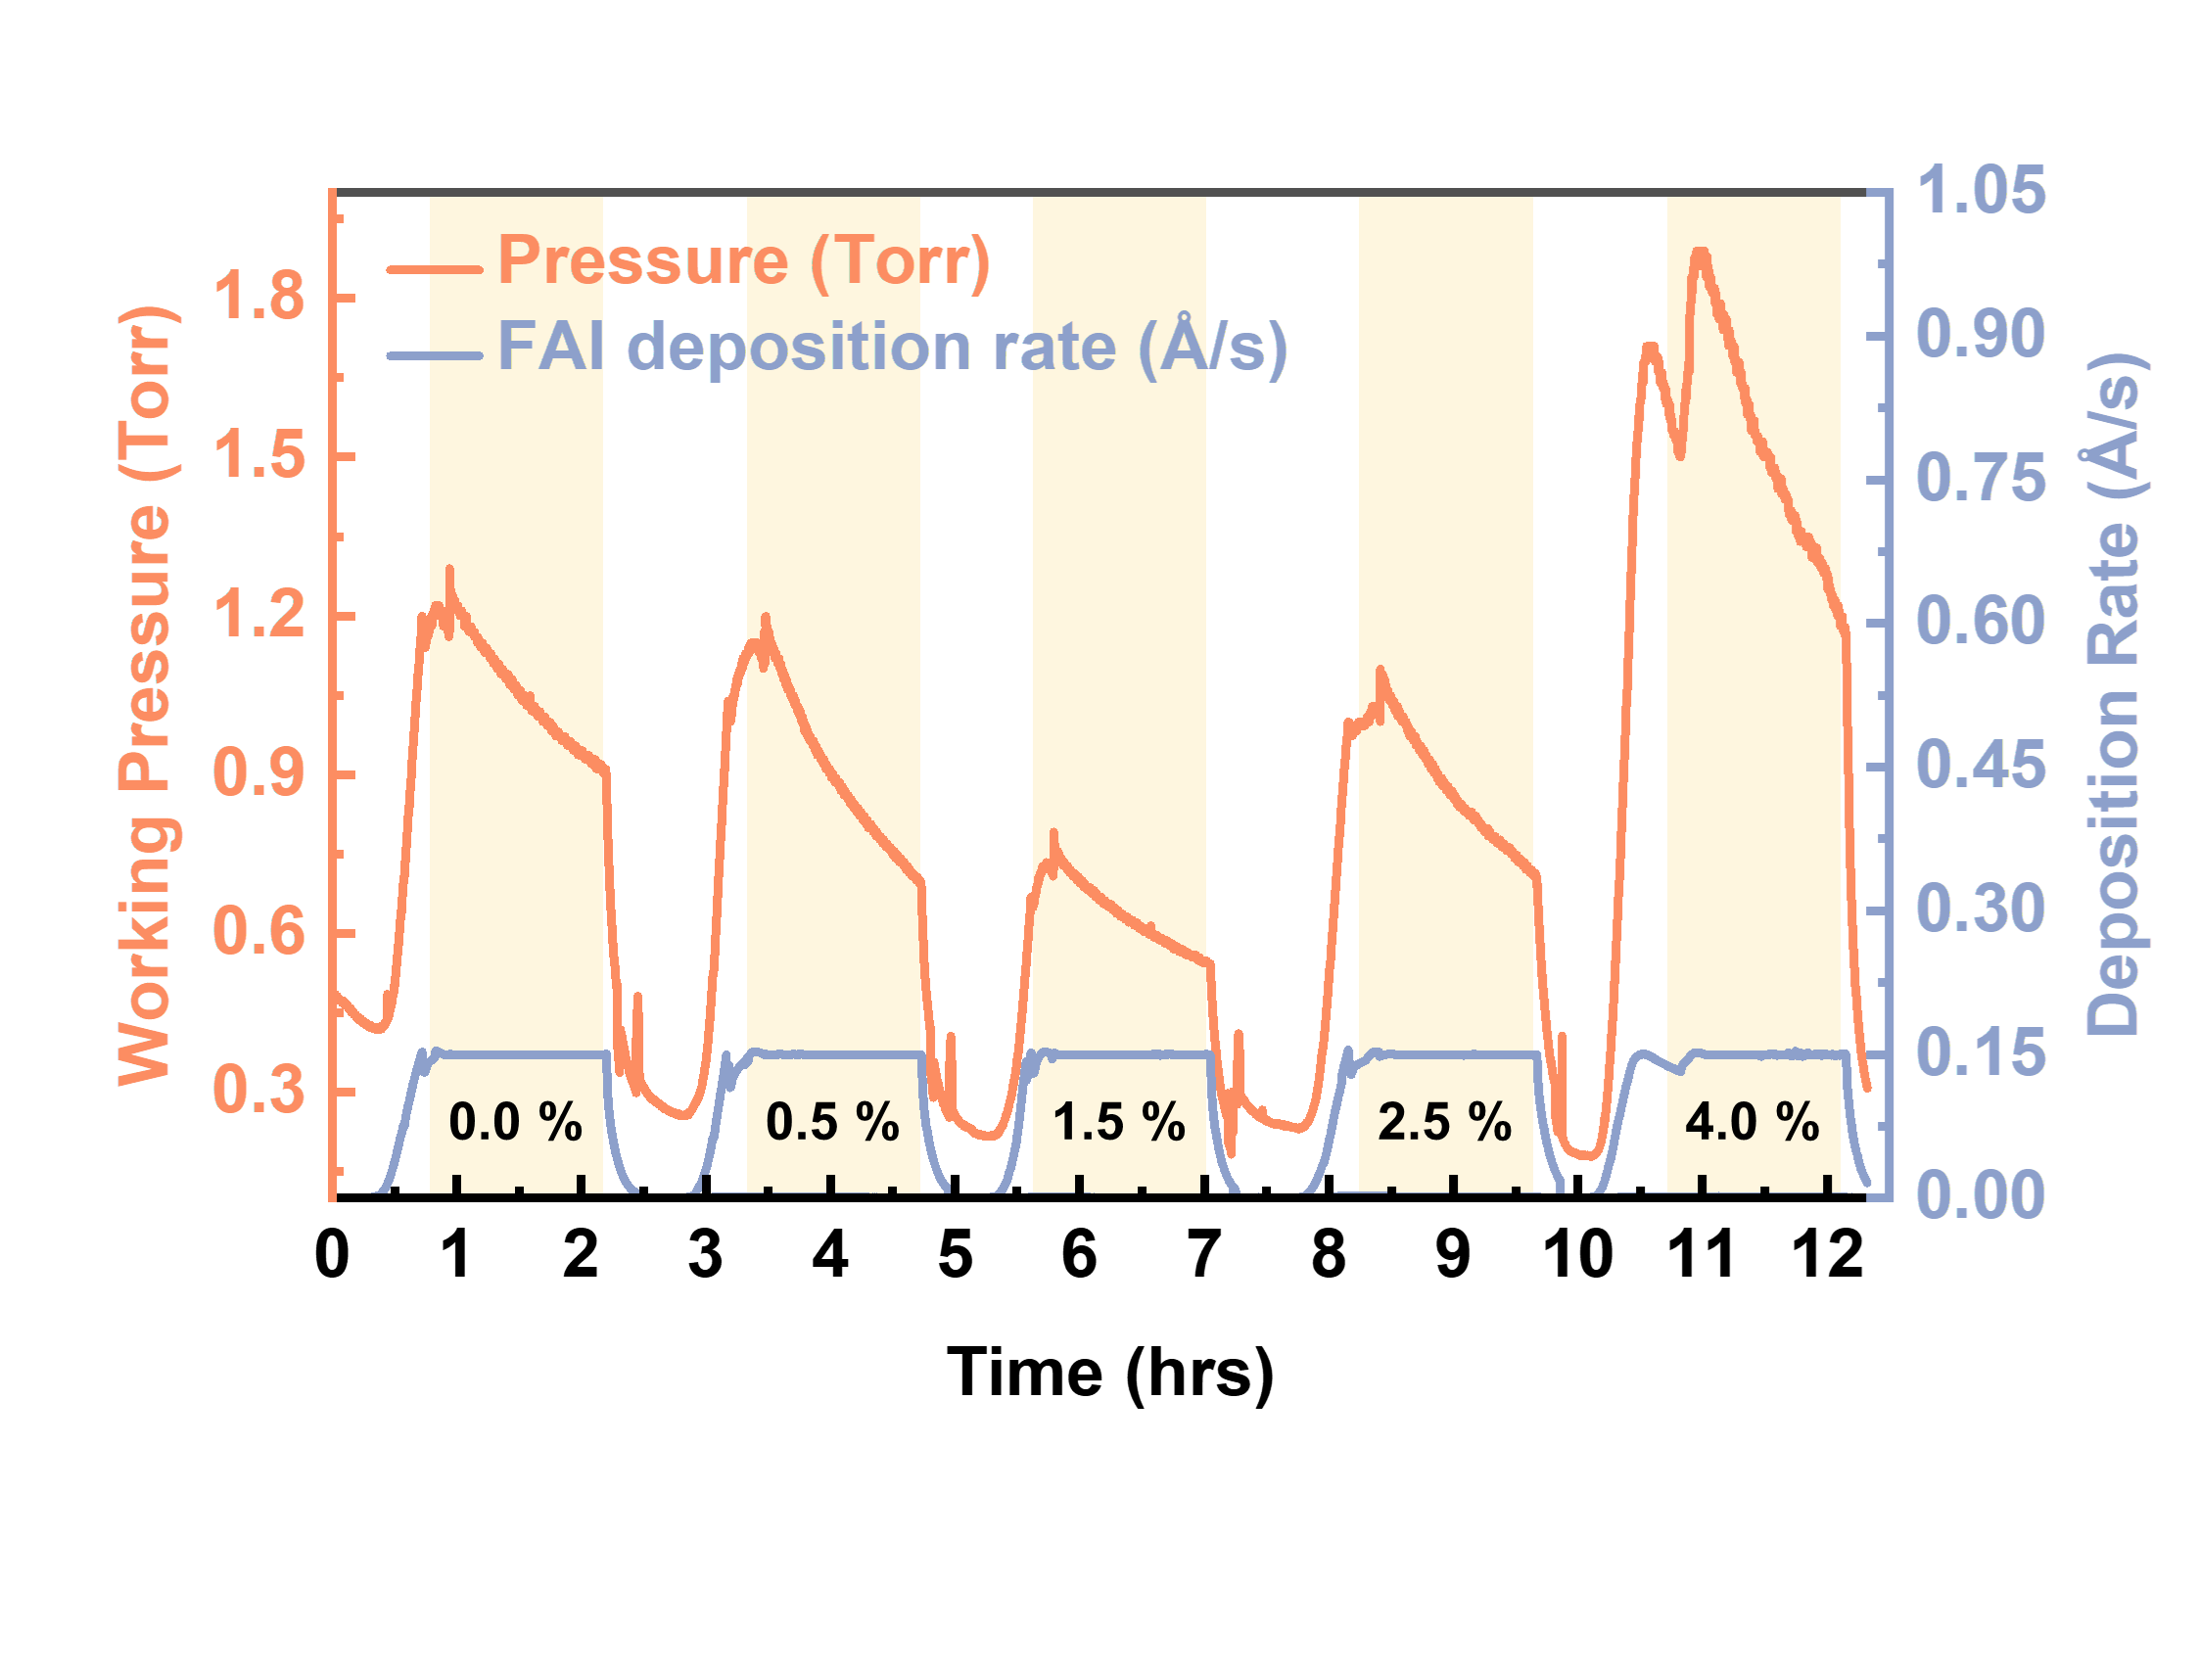 Pressure (Torr)
FAI deposition rate (Å/s)
Working Pressure (Torr)
1.8
1.5
1.2
0.9
0.6
0.3
1.05
0.90
0.75
0.60
0.45
0.30
0.15
0.00
Deposition Rate (Å/s)
0.0 % 0.5 % 1.5 % 2.5 % 4.0 %
0 1 2 3 4 5 6 7 8 9 10 11 12
Time (hrs)